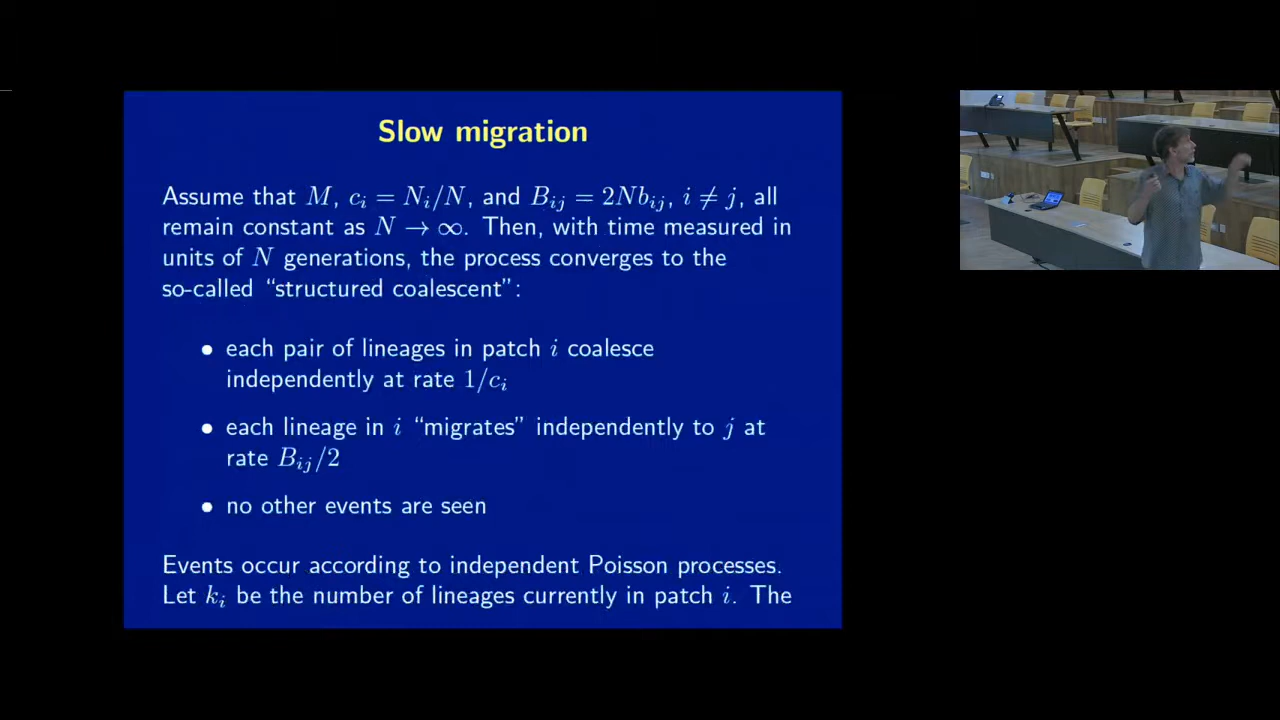 Slow migration
Assume that M, c_i = N_i/N, and B_ij = 2Nb_ij, i ≠ j, all
remain constant as N → ∞. Then, with time measured in
units of N generations, the process converges to the
so-called “structured coalescent”:
• each pair of lineages in patch i coalesce
independently at rate 1/c_i
• each lineage in i “migrates” independently to j at
rate B_ij/2
• no other events are seen
Events occur according to independent Poisson processes.
Let k_i be the number of lineages currently in patch i. The